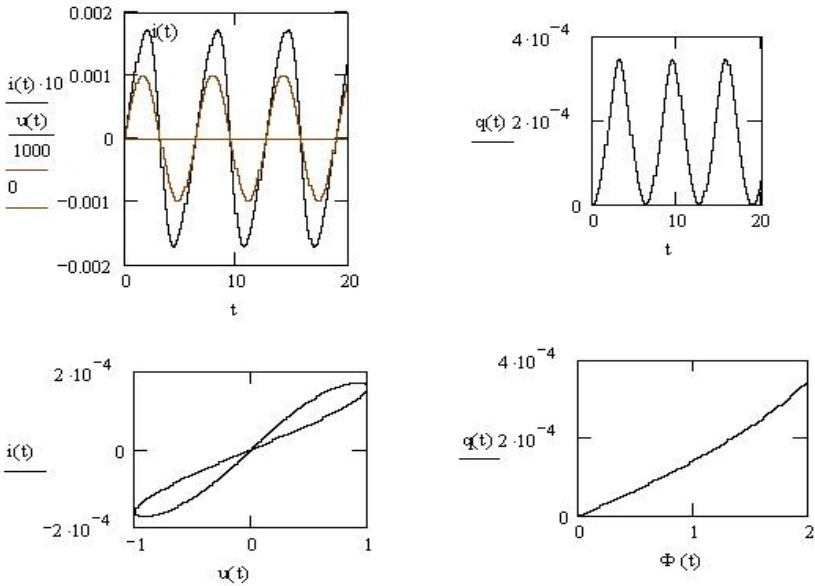 0.002
i(t)
0.001
i(t)·10
u(t)
1000
0
0
−0.001
−0.002
0 10 20
t
4·10⁻⁴
q(t) 2·10⁻⁴
0
0 10 20
t
2·10⁻⁴
i(t) 0
−2·10⁻⁴
−1 0 1
u(t)
4·10⁻⁴
q(t) 2·10⁻⁴
0
0 1 2
Φ(t)